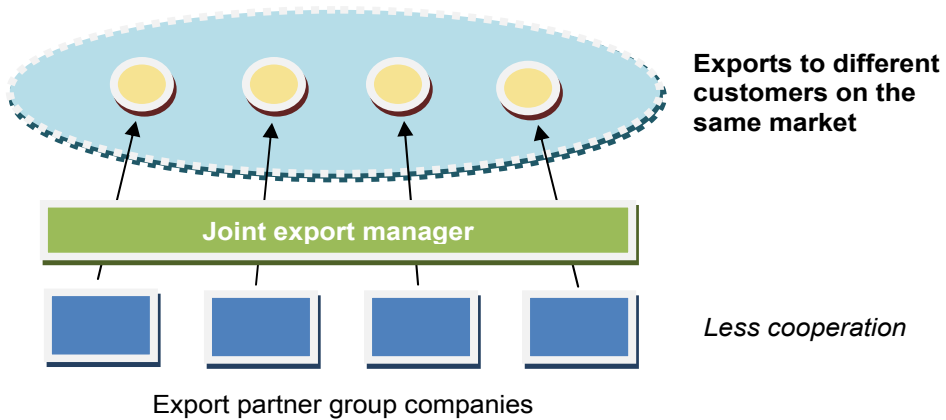 Exports to different
customers on the
same market
Joint export manager
Less cooperation
Export partner group companies